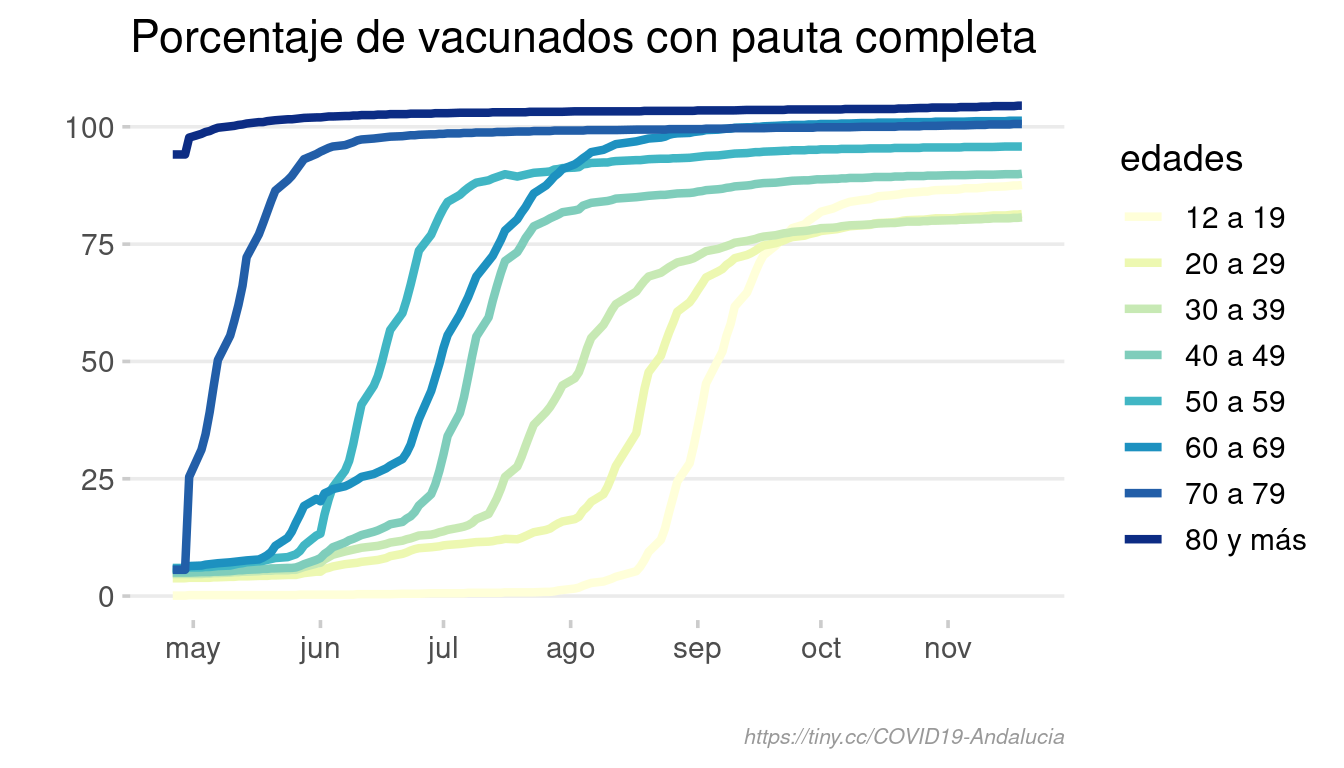 Porcentaje de vacunados con pauta completa
100
75
50
25
0
may jun jul ago sep oct nov
edades
12 a 19
20 a 29
30 a 39
40 a 49
50 a 59
60 a 69
70 a 79
80 y más
https://tiny.cc/COVID19-Andalucia